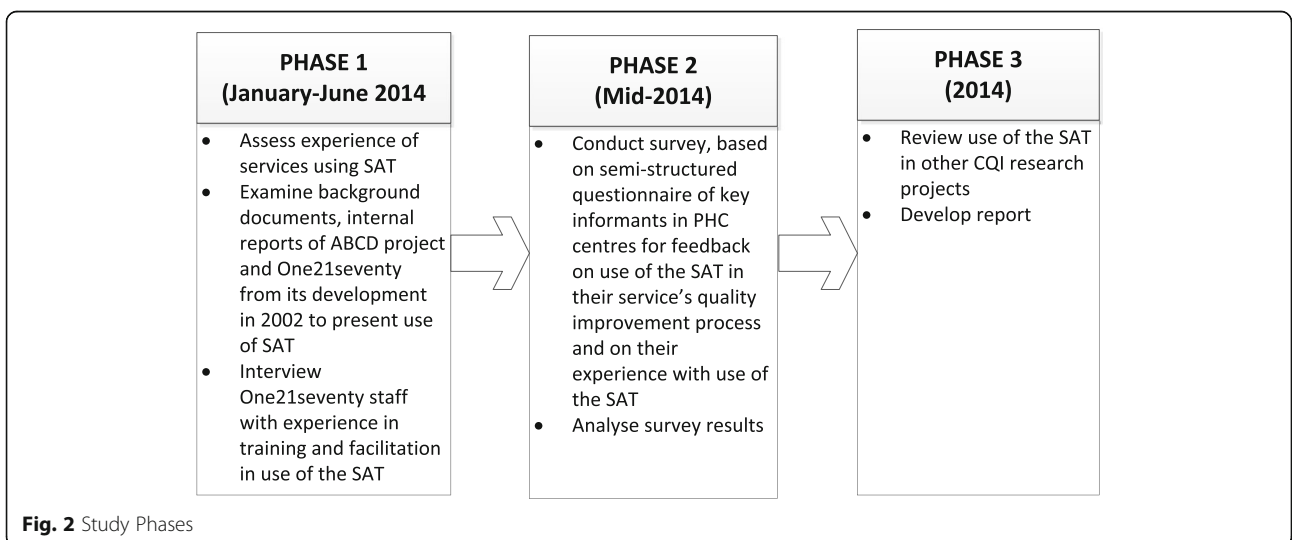 PHASE 1
(January-June 2014
● Assess experience of
services using SAT
● Examine background
documents, internal
reports of ABCD project
and One21seventy
from its development
in 2002 to present use
of SAT
● Interview
One21seventy staff
with experience in
training and facilitation
in use of the SAT
PHASE 2
(Mid-2014)
● Conduct survey, based
on semi-structured
questionnaire of key
informants in PHC
centres for feedback
on use of the SAT in
their service’s quality
improvement process
and on their
experience with use of
the SAT
● Analyse survey results
PHASE 3
(2014)
● Review use of the SAT
in other CQI research
projects
● Develop report
Fig. 2 Study Phases